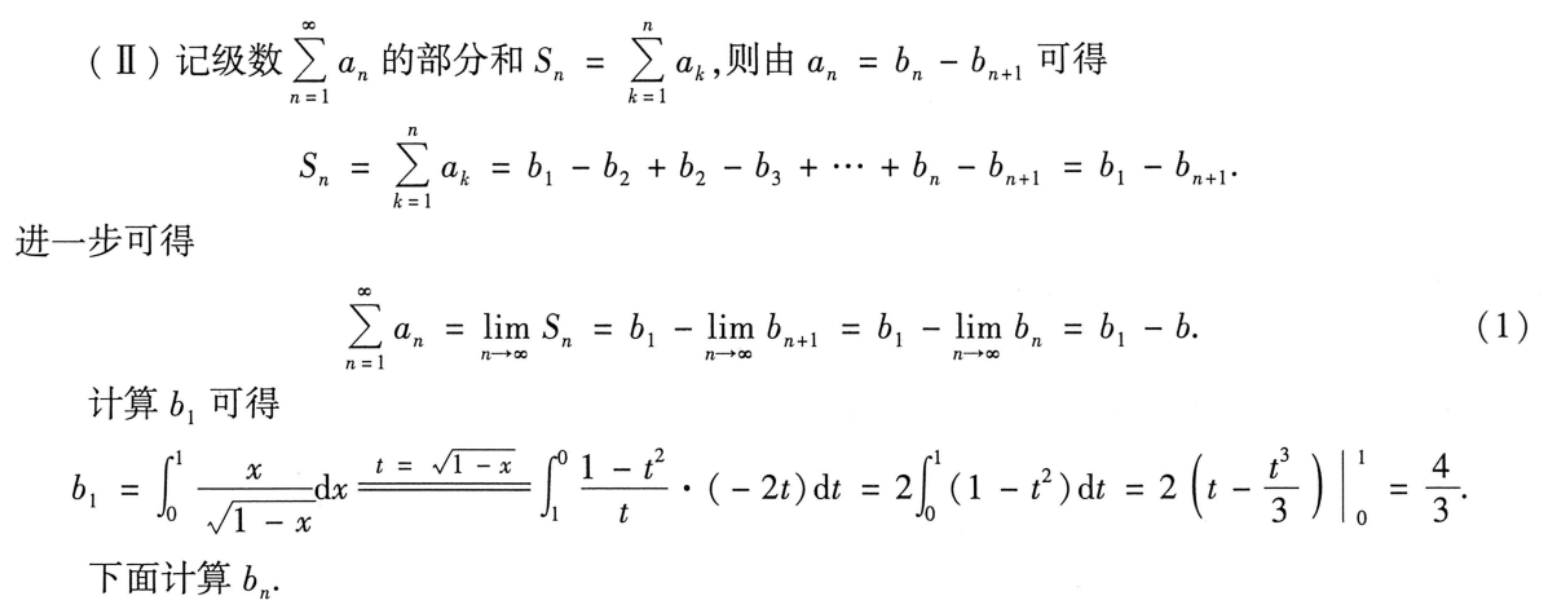 (Ⅱ)记级数 $\sum_{n=1}^{\infty} a_n$ 的部分和 $S_n = \sum_{k=1}^{n} a_k$,则由 $a_n = b_n - b_{n+1}$ 可得
$S_n = \sum_{k=1}^{n} a_k = b_1 - b_2 + b_2 - b_3 + \cdots + b_n - b_{n+1} = b_1 - b_{n+1}.$
进一步可得
$\sum_{n=1}^{\infty} a_n = \lim_{n\to\infty} S_n = b_1 - \lim_{n\to\infty} b_{n+1} = b_1 - \lim_{n\to\infty} b_n = b_1 - b.$ (1)
计算 $b_1$ 可得
$b_1 = \int_0^1 \frac{x}{\sqrt{1-x}} \mathrm{d}x \xlongequal{t = \sqrt{1-x}} \int_1^0 \frac{1-t^2}{t} \cdot (-2t) \mathrm{d}t = 2\int_0^1 (1-t^2) \mathrm{d}t = 2\left(t - \frac{t^3}{3}\right)\Big|_0^1 = \frac{4}{3}.$
下面计算 $b_n$.